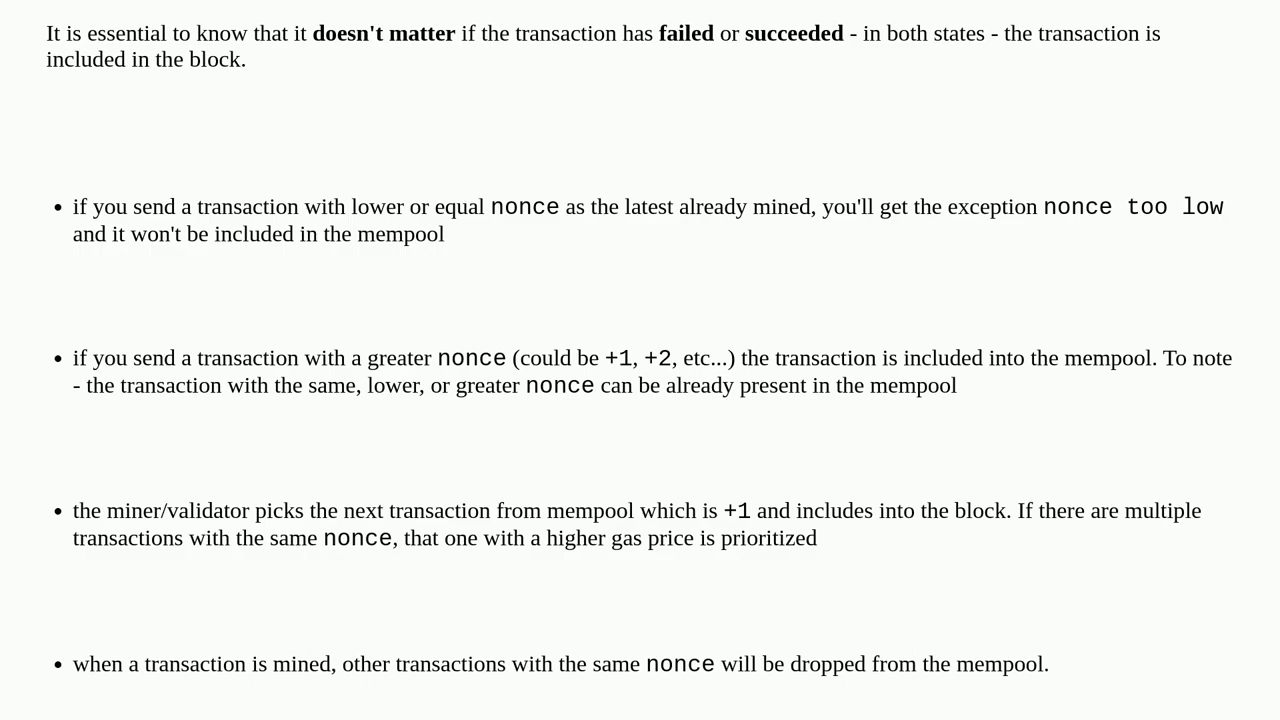 It is essential to know that it doesn't matter if the transaction has failed or succeeded - in both states - the transaction is
included in the block.
• if you send a transaction with lower or equal nonce as the latest already mined, you'll get the exception nonce too low
and it won't be included in the mempool
• if you send a transaction with a greater nonce (could be +1, +2, etc...) the transaction is included into the mempool. To note
- the transaction with the same, lower, or greater nonce can be already present in the mempool
• the miner/validator picks the next transaction from mempool which is +1 and includes into the block. If there are multiple
transactions with the same nonce, that one with a higher gas price is prioritized
• when a transaction is mined, other transactions with the same nonce will be dropped from the mempool.